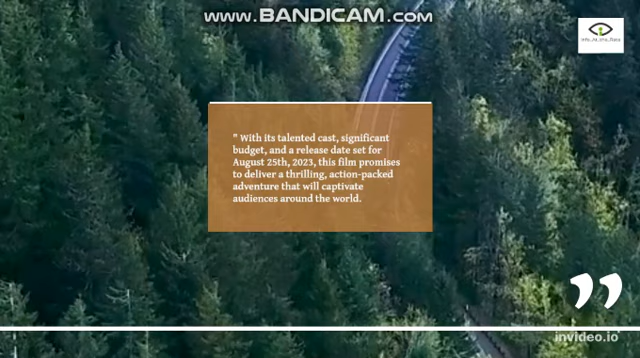 www.BANDICAM.com
" With its talented cast, significant
budget, and a release date set for
August 25th, 2023, this film promises
to deliver a thrilling, action-packed
adventure that will captivate
audiences around the world.
”
invideo.io